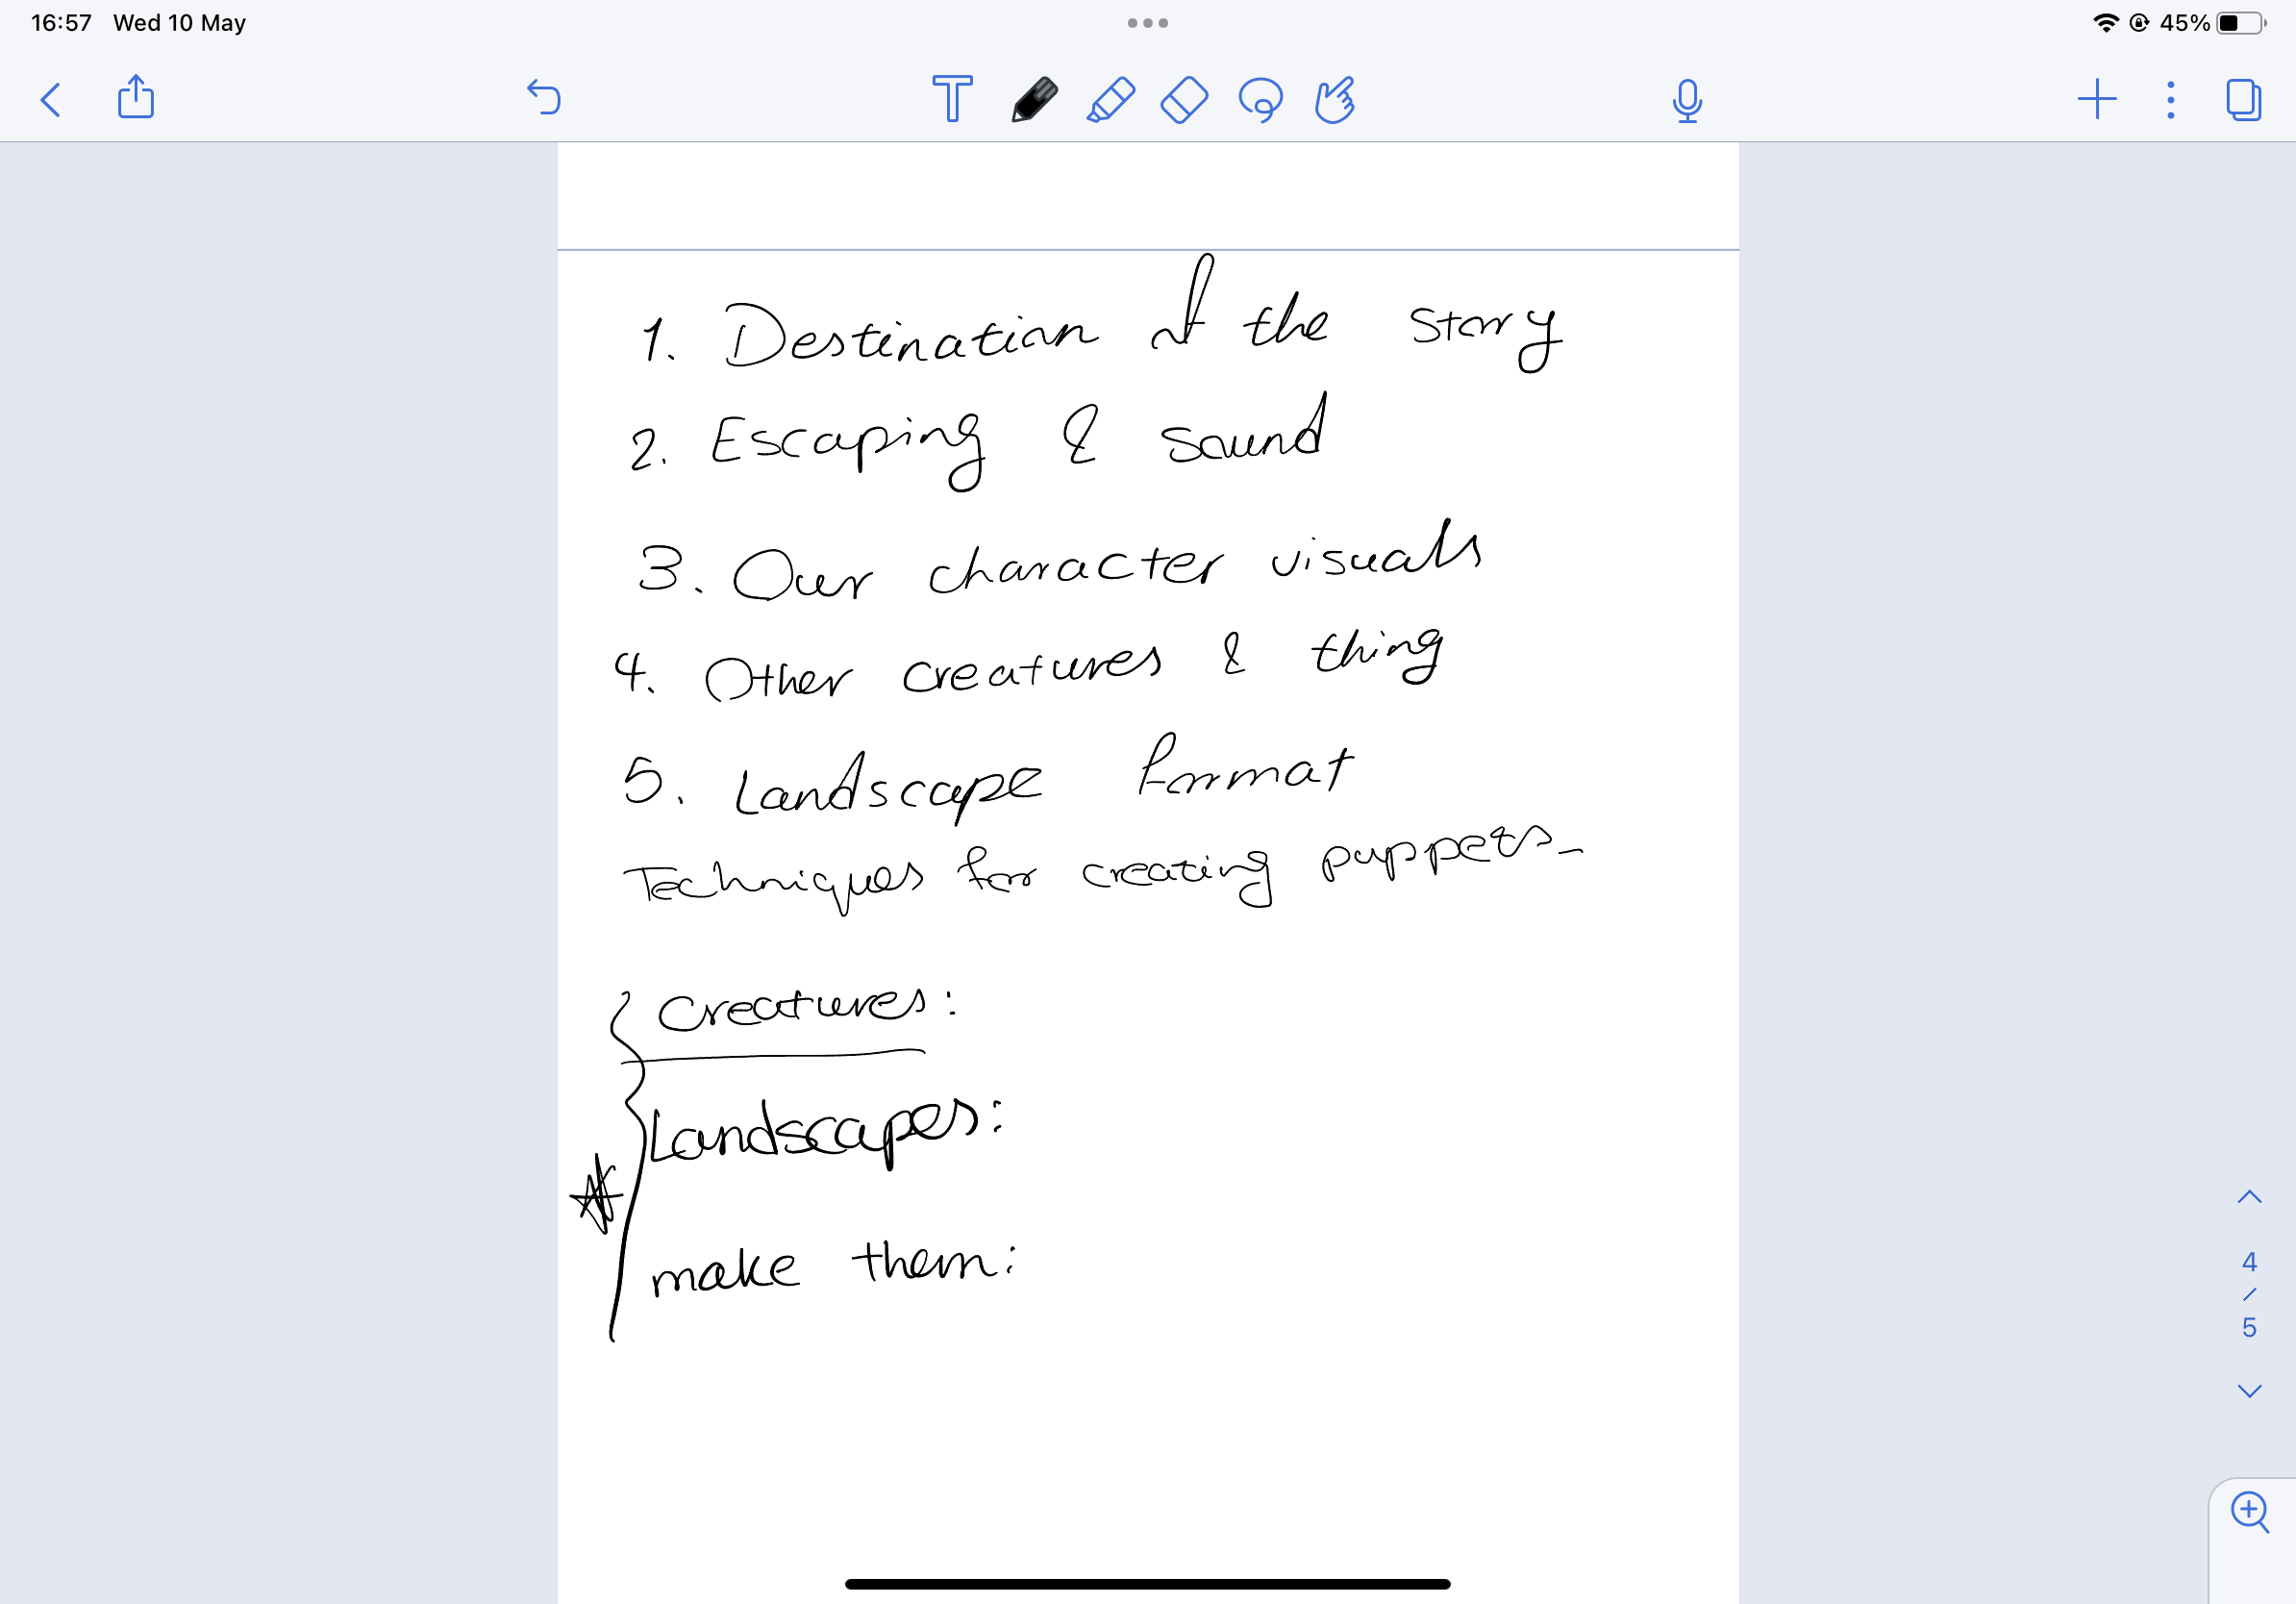 16:57 Wed 10 May
45%
1. Destination of the story
2. Escaping & sound
3. Our character visuals
4. Other creatures & thing
5. Landscape format
Techniques for creating puppets
Creatures:
Landscapes:
make them:
4
/
5